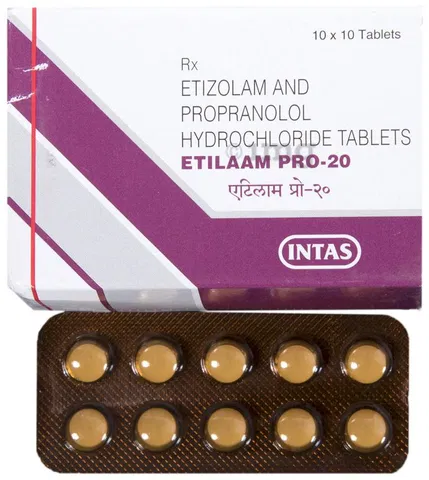 10 x 10 Tablets
Rx
ETIZOLAM AND
PROPRANOLOL
HYDROCHLORIDE TABLETS
ETILAAM PRO-20
एटिलाम प्रो-२०
INTAS